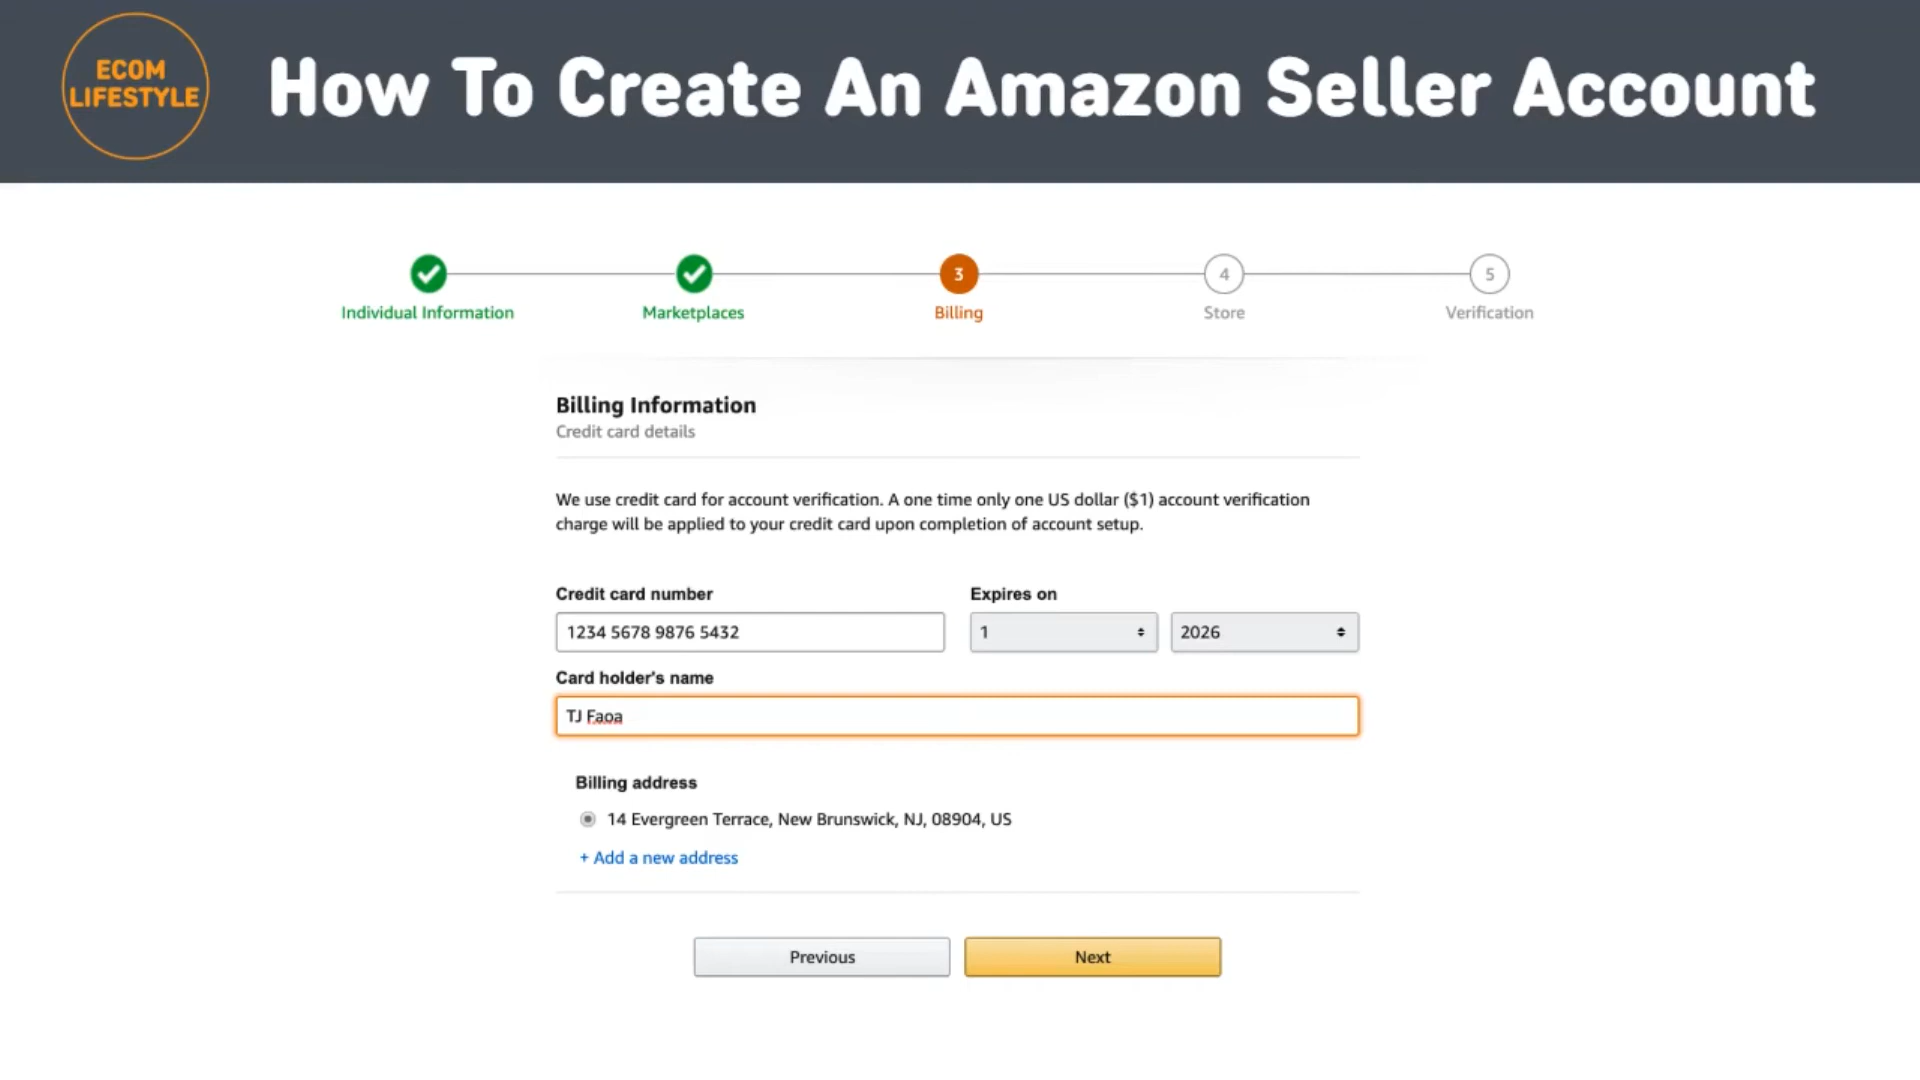 ECOM
LIFESTYLE
How To Create An Amazon Seller Account
3
4
5
Individual Information
Marketplaces
Billing
Store
Verification
Billing Information
Credit card details
We use credit card for account verification. A one time only one US dollar ($1) account verification
charge will be applied to your credit card upon completion of account setup.
Credit card number
Expires on
1234 5678 9876 5432
1
2026
Card holder's name
TJ Faoa
Billing address
14 Evergreen Terrace, New Brunswick, NJ, 08904, US
+ Add a new address
Previous
Next